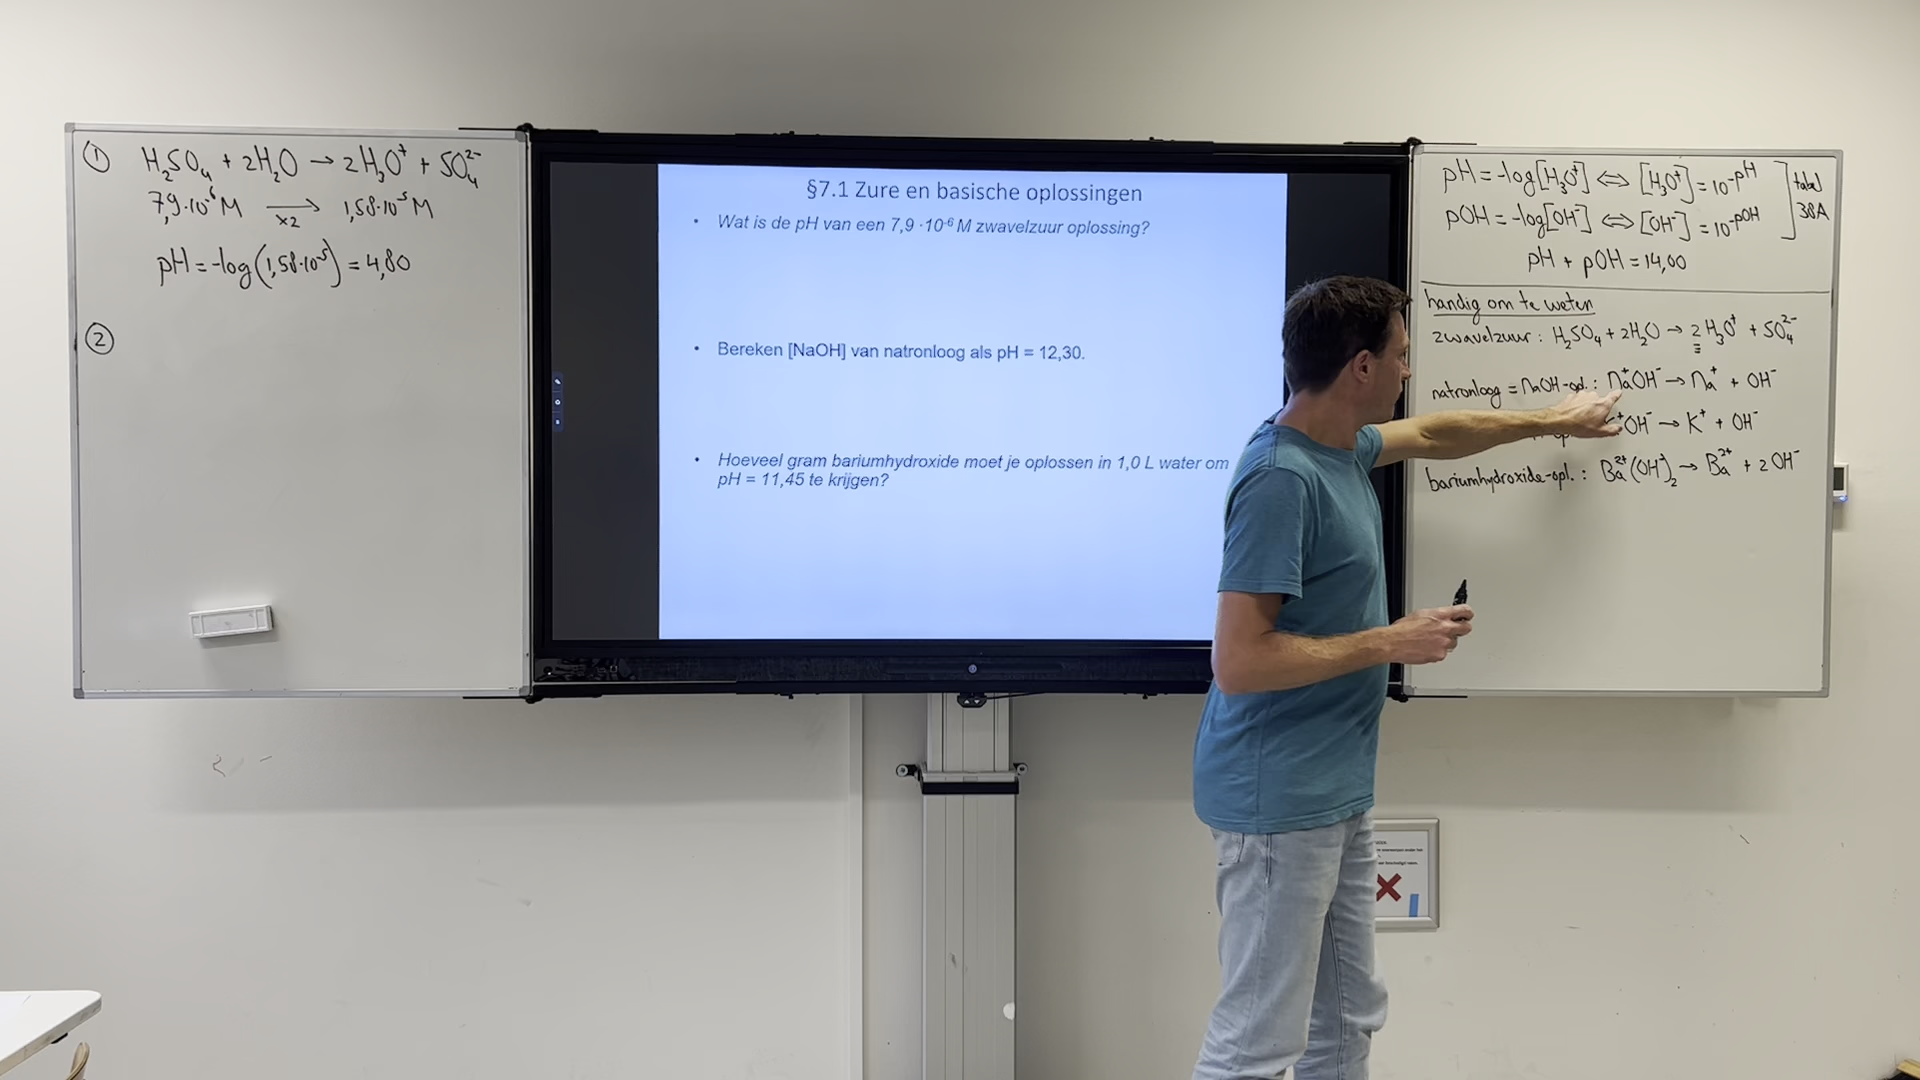 ① H₂SO₄ + 2H₂O → 2H₃O⁺ + SO₄²⁻
7,9·10⁻⁶ M →x2 1,58·10⁻⁵ M
pH = -log(1,58·10⁻⁵) = 4,80
②
§7.1 Zure en basische oplossingen
• Wat is de pH van een 7,9 ·10⁻⁶ M zwavelzuur oplossing?
• Bereken [NaOH] van natronloog als pH = 12,30.
• Hoeveel gram bariumhydroxide moet je oplossen in 1,0 L water om
pH = 11,45 te krijgen?
pH = -log[H₃O⁺] ⇔ [H₃O⁺] = 10⁻ᵖᴴ
pOH = -log[OH⁻] ⇔ [OH⁻] = 10⁻ᵖᴼᴴ
tabel
38A
pH + pOH = 14,00
handig om te weten
zwavelzuur : H₂SO₄ + 2H₂O → 2H₃O⁺ + SO₄²⁻
natronloog = NaOH-opl. : Na⁺OH⁻ → Na⁺ + OH⁻
⁺OH⁻ → K⁺ + OH⁻
bariumhydroxide-opl. : Ba²⁺(OH⁻)₂ → Ba²⁺ + 2 OH⁻